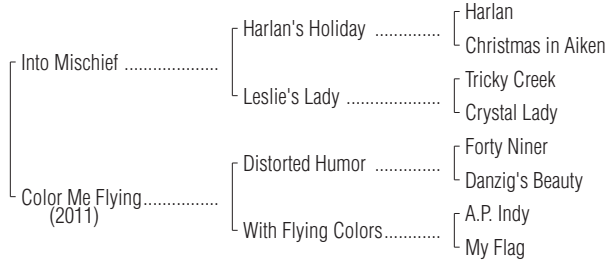 Harlan
Harlan's Holiday ..............
Christmas in Aiken
Into Mischief ....................
Tricky Creek
Leslie's Lady ....................
Crystal Lady
Forty Niner
Distorted Humor ..............
Danzig's Beauty
Color Me Flying................
(2011)
A.P. Indy
With Flying Colors............
My Flag